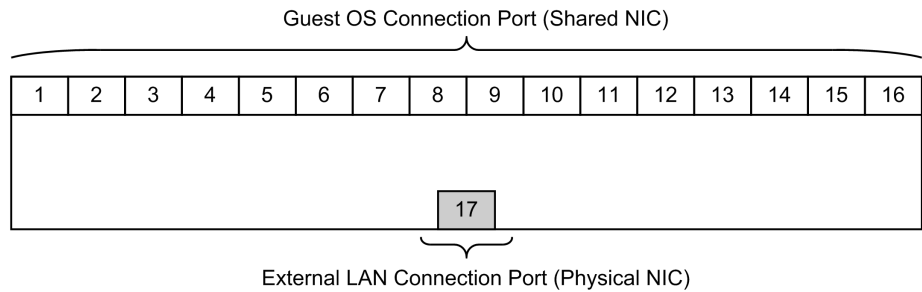 Guest OS Connection Port (Shared NIC)
1 2 3 4 5 6 7 8 9 10 11 12 13 14 15 16
17
External LAN Connection Port (Physical NIC)